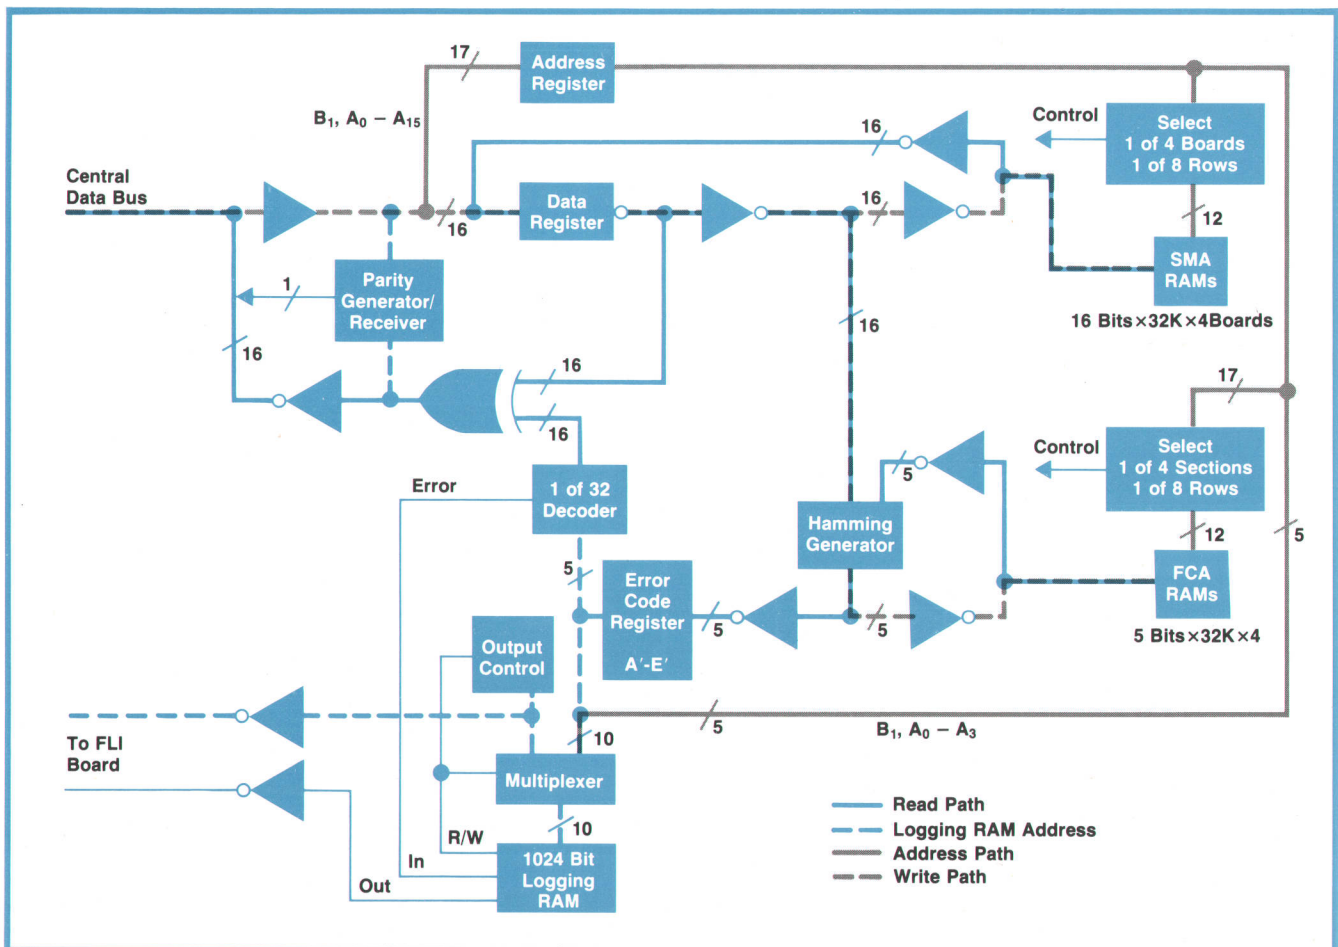 17
Address
Register
B₁, A₀ – A₁₅
Control
Select
1 of 4 Boards
1 of 8 Rows
16
Central
Data Bus
16
Data
Register
16
12
SMA
RAMs
16 Bits×32K×4Boards
1
Parity
Generator/
Receiver
16
16
16
16
17
Control
Select
1 of 4 Sections
1 of 8 Rows
5
Error
1 of 32
Decoder
Hamming
Generator
12
5
FCA
RAMs
5 Bits×32K×4
5
Error
Code
Register
A′-E′
5
5
Output
Control
5
B₁, A₀ – A₃
10
To FLI
Board
Multiplexer
10
R/W
In
Out
1024 Bit
Logging
RAM
Read Path
Logging RAM Address
Address Path
Write Path